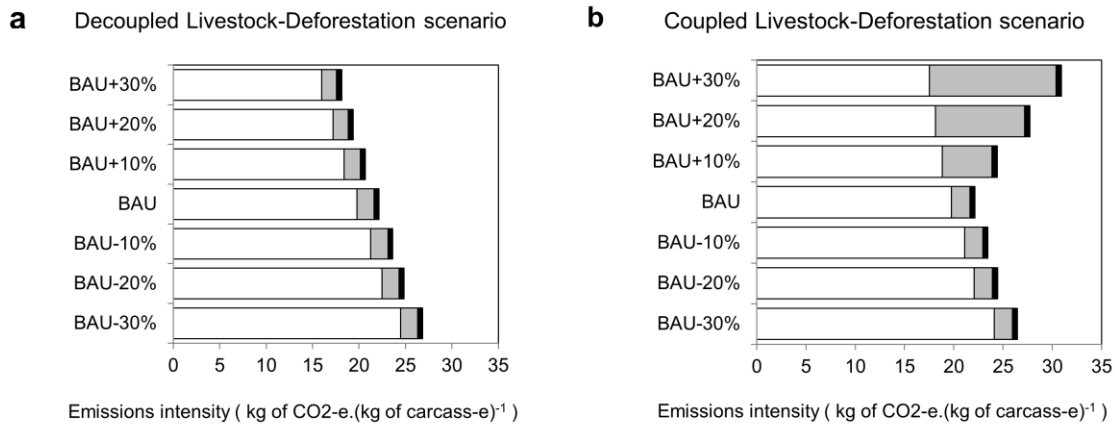 a Decoupled Livestock-Deforestation scenario
BAU+30%
BAU+20%
BAU+10%
BAU
BAU-10%
BAU-20%
BAU-30%
0 5 10 15 20 25 30 35
Emissions intensity ( kg of CO2-e.(kg of carcass-e)⁻¹ )
b Coupled Livestock-Deforestation scenario
BAU+30%
BAU+20%
BAU+10%
BAU
BAU-10%
BAU-20%
BAU-30%
0 5 10 15 20 25 30 35
Emissions intensity ( kg of CO2-e.(kg of carcass-e)⁻¹ )